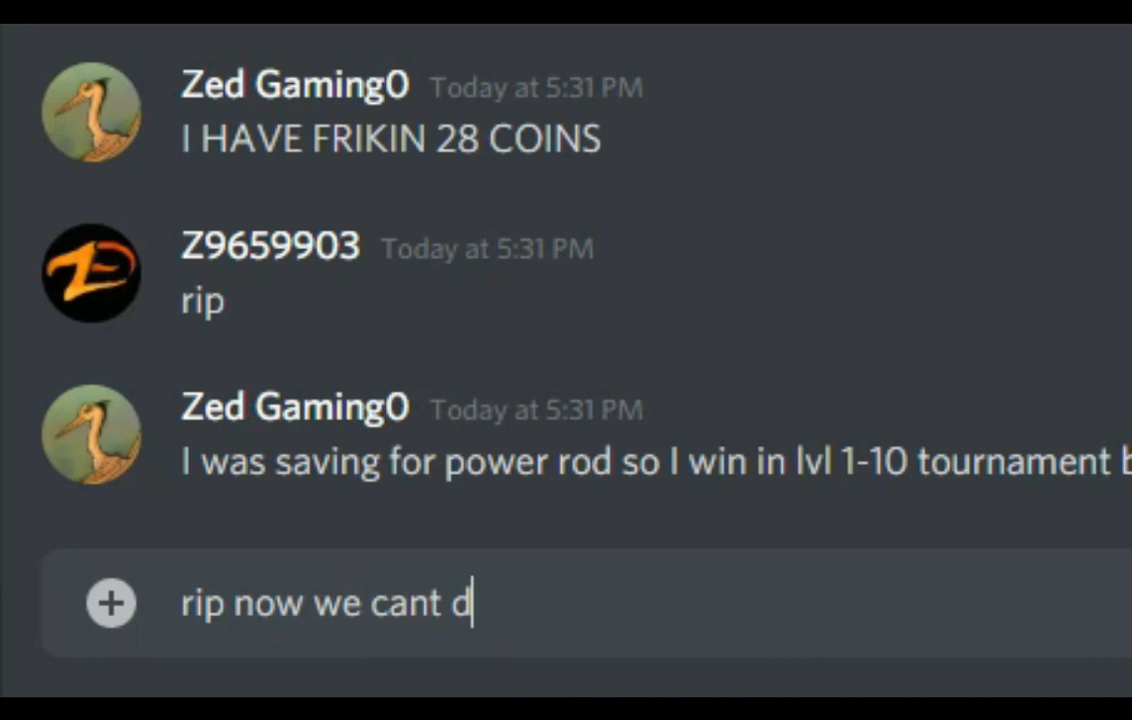 Zed Gaming0 Today at 5:31 PM
I HAVE FRIKIN 28 COINS
Z9659903 Today at 5:31 PM
rip
Zed Gaming0 Today at 5:31 PM
I was saving for power rod so I win in lvl 1-10 tournament
rip now we cant d